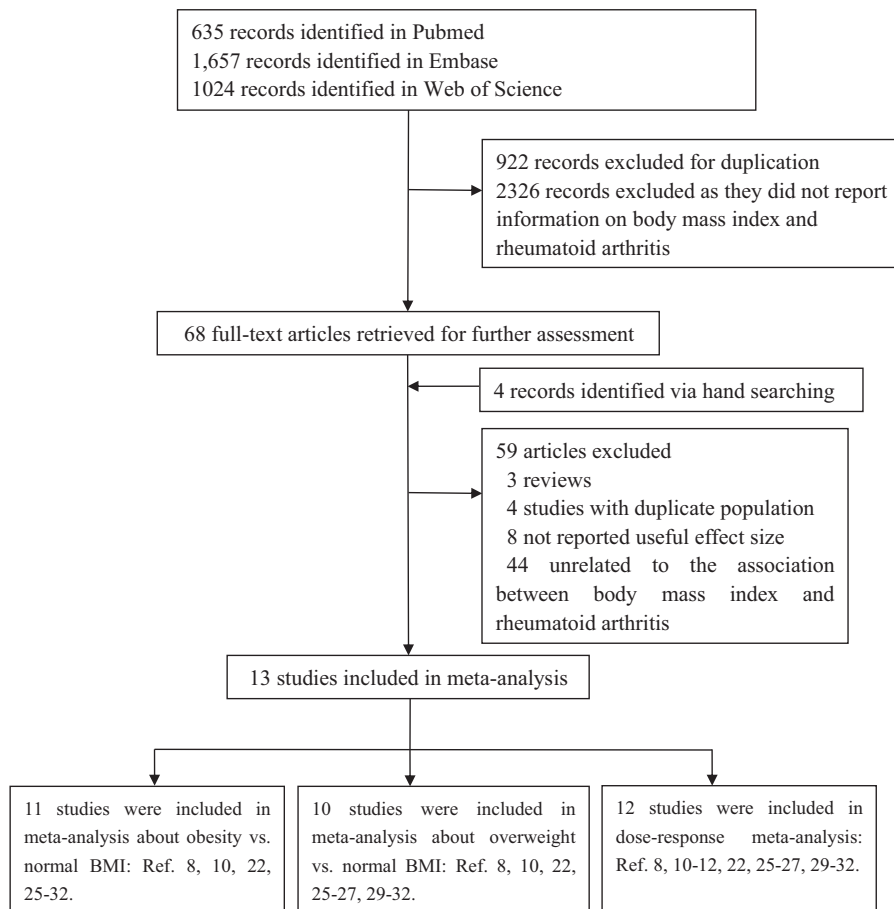 635 records identified in Pubmed
1,657 records identified in Embase
1024 records identified in Web of Science
922 records excluded for duplication
2326 records excluded as they did not report
information on body mass index and
rheumatoid arthritis
68 full-text articles retrieved for further assessment
4 records identified via hand searching
59 articles excluded
3 reviews
4 studies with duplicate population
8 not reported useful effect size
44 unrelated to the association
between body mass index and
rheumatoid arthritis
13 studies included in meta-analysis
11 studies were included in
meta-analysis about obesity vs.
normal BMI: Ref. 8, 10, 22,
25-32.
10 studies were included in
meta-analysis about overweight
vs. normal BMI: Ref. 8, 10, 22,
25-27, 29-32.
12 studies were included in
dose-response meta-analysis:
Ref. 8, 10-12, 22, 25-27, 29-32.